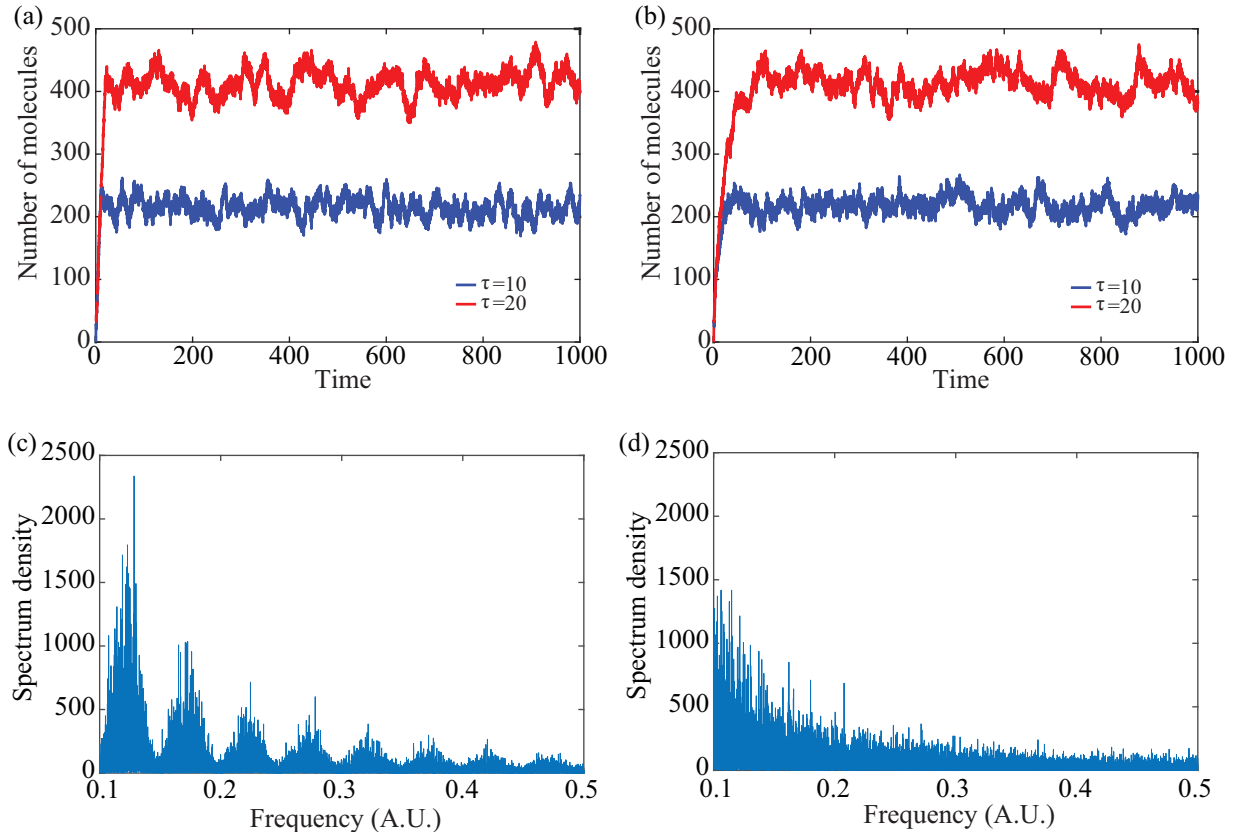 (a)
Number of molecules
500
400
300
200
100
0
0 200 400 600 800 1000
Time
τ=10
τ=20
(b)
Number of molecules
500
400
300
200
100
0
0 200 400 600 800 1000
Time
τ=10
τ=20
(c)
Spectrum density
2500
2000
1500
1000
500
0
0.1 0.2 0.3 0.4 0.5
Frequency (A.U.)
(d)
Spectrum density
2500
2000
1500
1000
500
0
0.1 0.2 0.3 0.4 0.5
Frequency (A.U.)